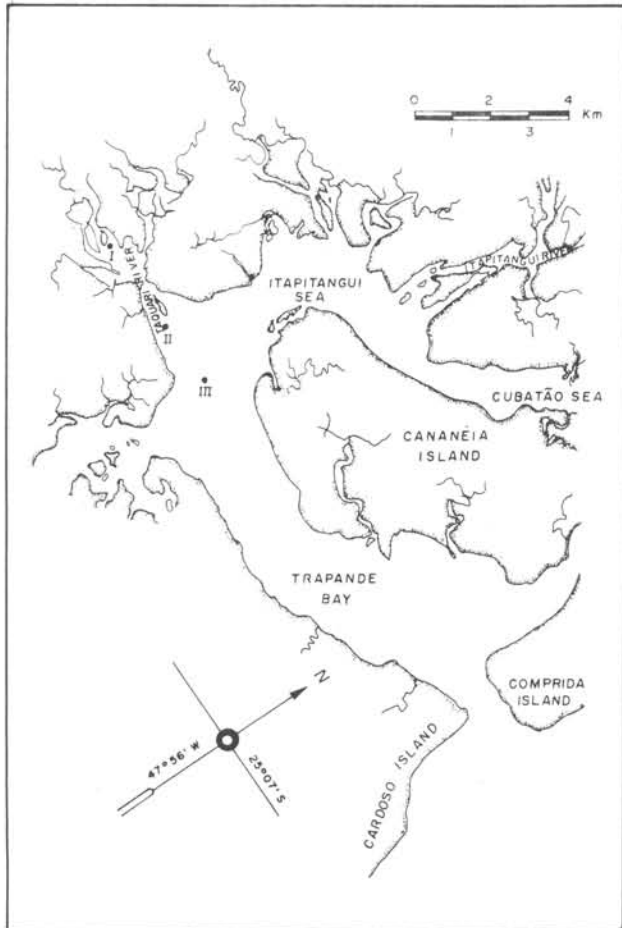 0 2 4
Km
1 3
I
TAQUARI RIVER
II
III
ITAPITANGUI
SEA
ITAPITANGUI RIVER
CUBATÃO SEA
CANANÉIA
ISLAND
TRAPANDE
BAY
COMPRIDA
ISLAND
CARDOSO ISLAND
N
47°56' W
25°07' S